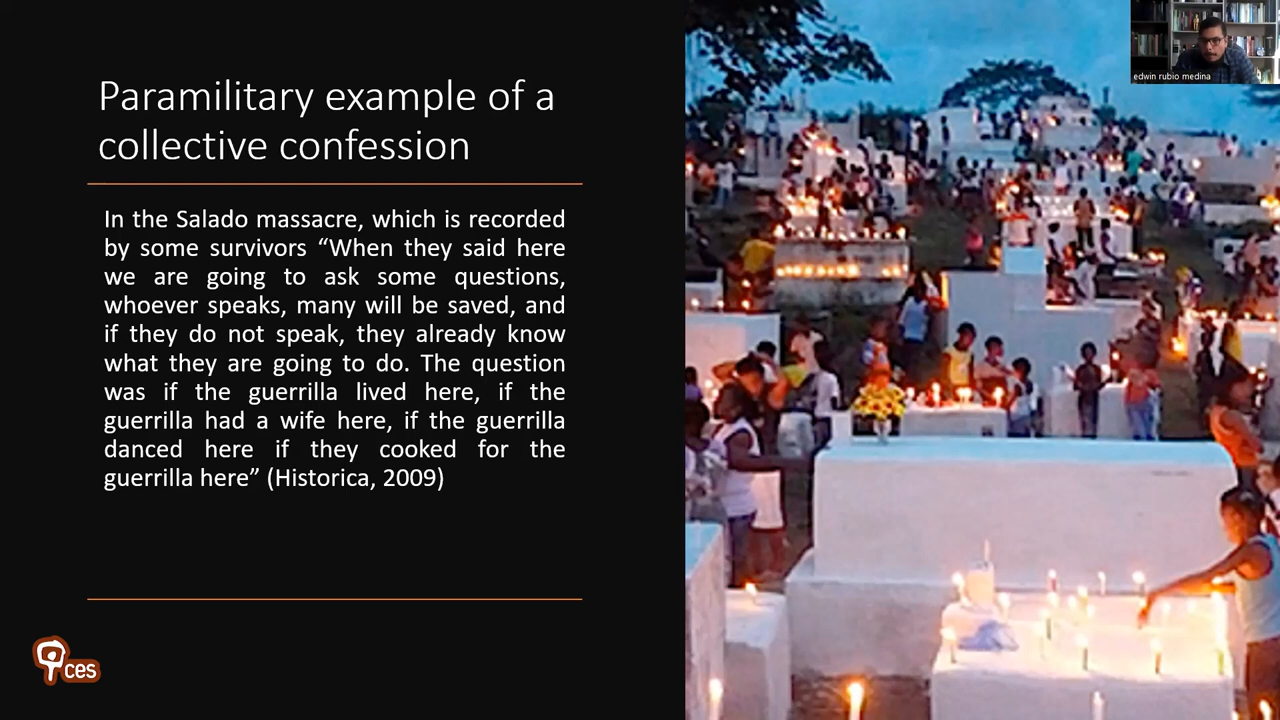 edwin rubio medina
Paramilitary example of a
collective confession
In the Salado massacre, which is recorded
by some survivors “When they said here
we are going to ask some questions,
whoever speaks, many will be saved, and
if they do not speak, they already know
what they are going to do. The question
was if the guerrilla lived here, if the
guerrilla had a wife here, if the guerrilla
danced here if they cooked for the
guerrilla here” (Historica, 2009)
ces